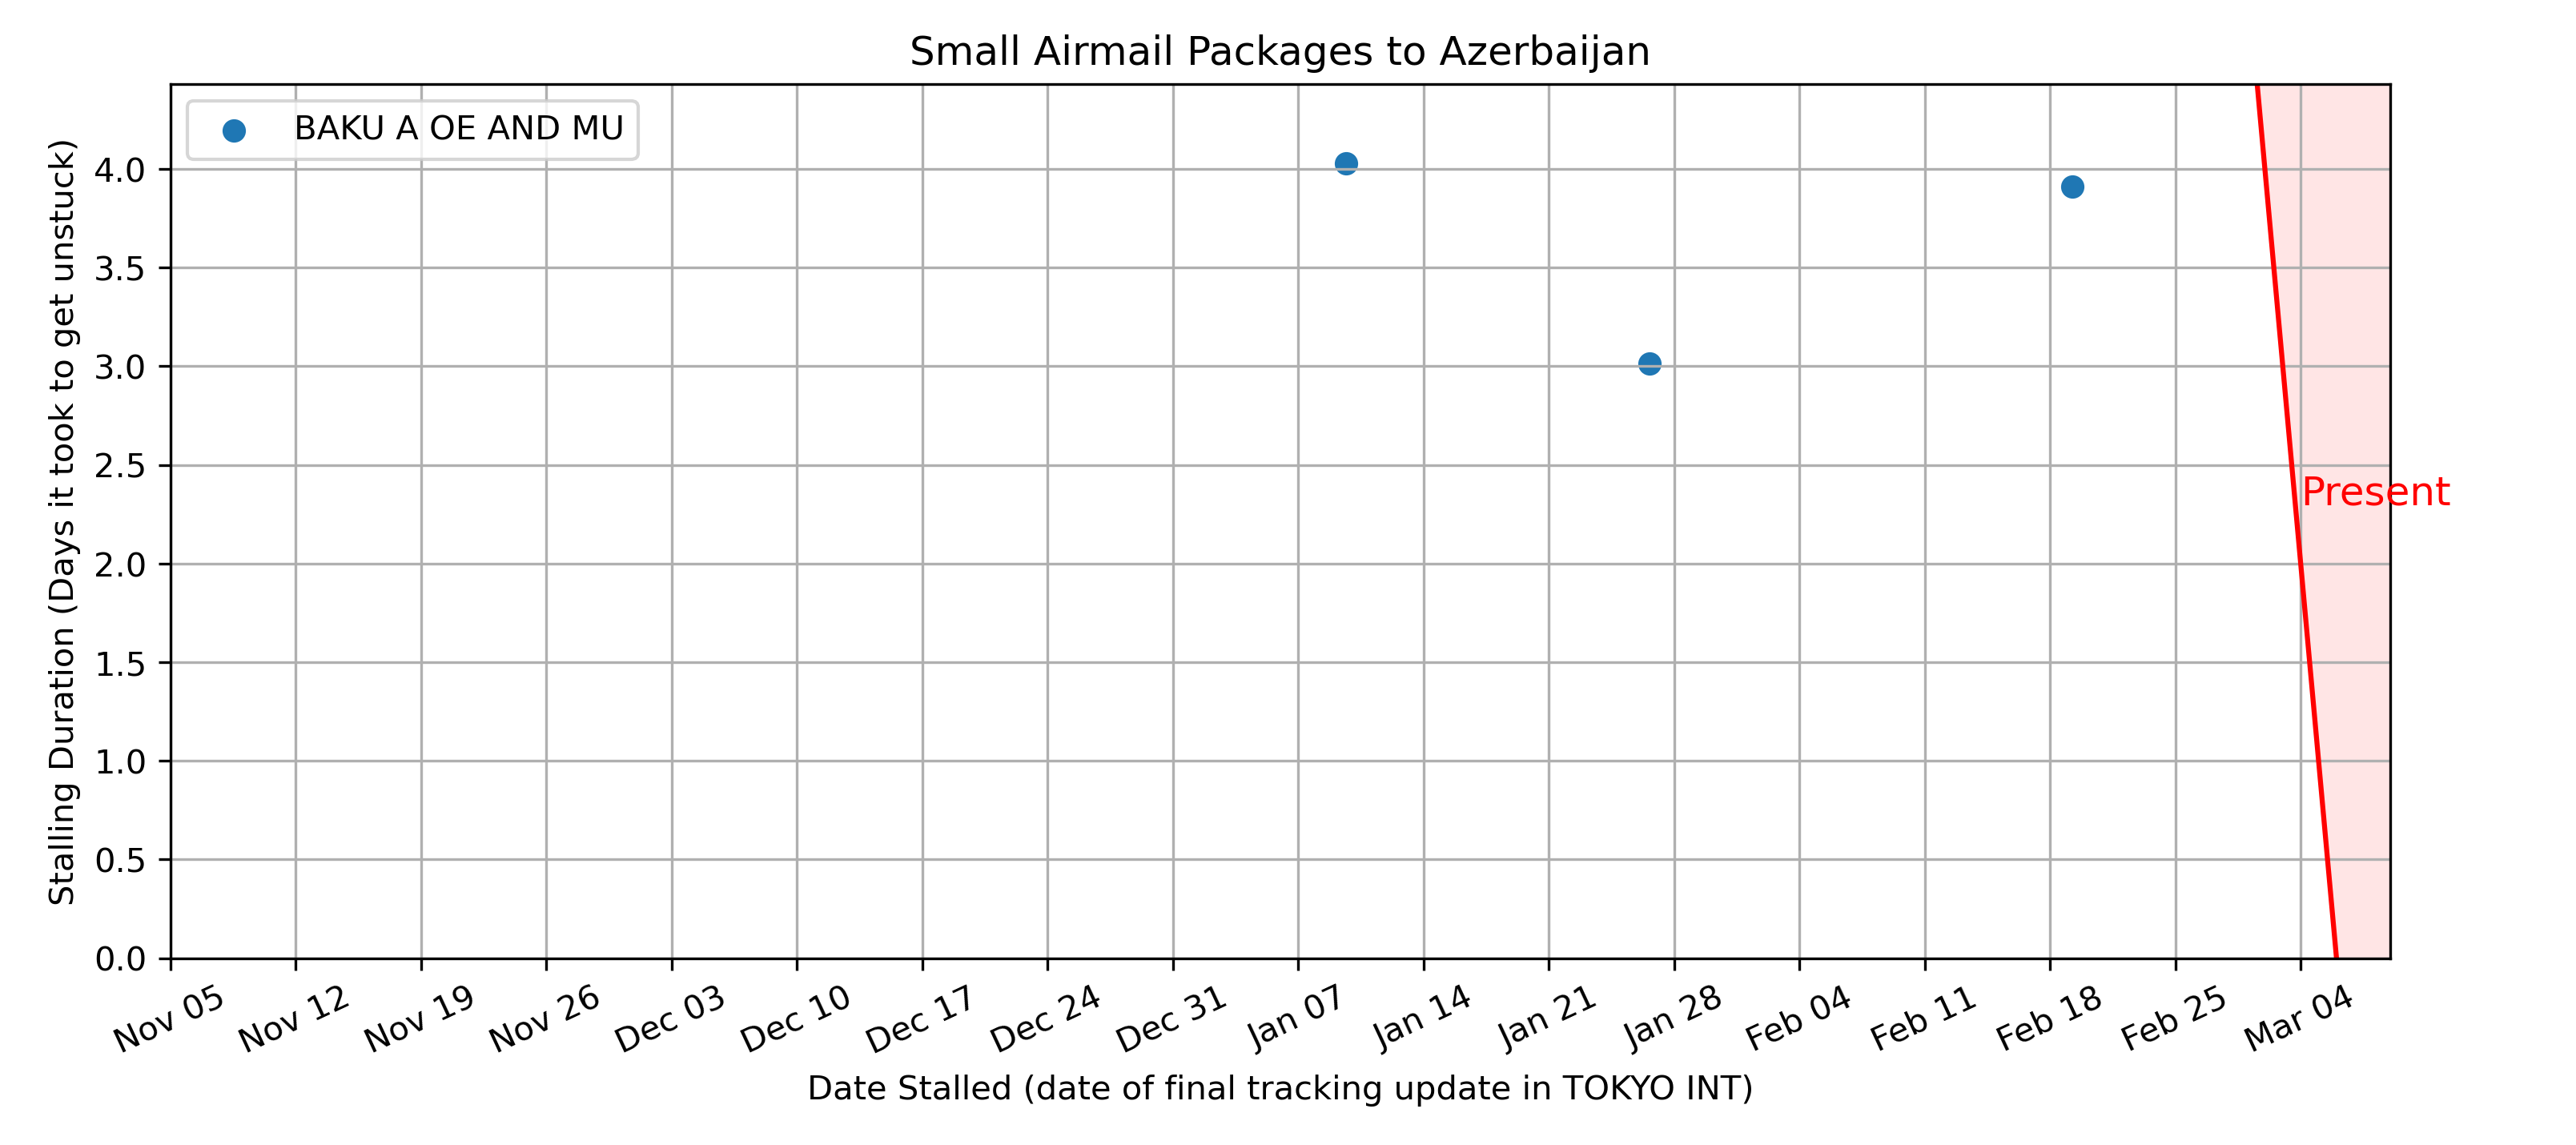 Small Airmail Packages to Azerbaijan
BAKU A OE AND MU
Stalling Duration (Days it took to get unstuck)
4.0
3.5
3.0
2.5
2.0
1.5
1.0
0.5
0.0
Present
Nov 05 Nov 12 Nov 19 Nov 26 Dec 03 Dec 10 Dec 17 Dec 24 Dec 31 Jan 07 Jan 14 Jan 21 Jan 28 Feb 04 Feb 11 Feb 18 Feb 25 Mar 04
Date Stalled (date of final tracking update in TOKYO INT)